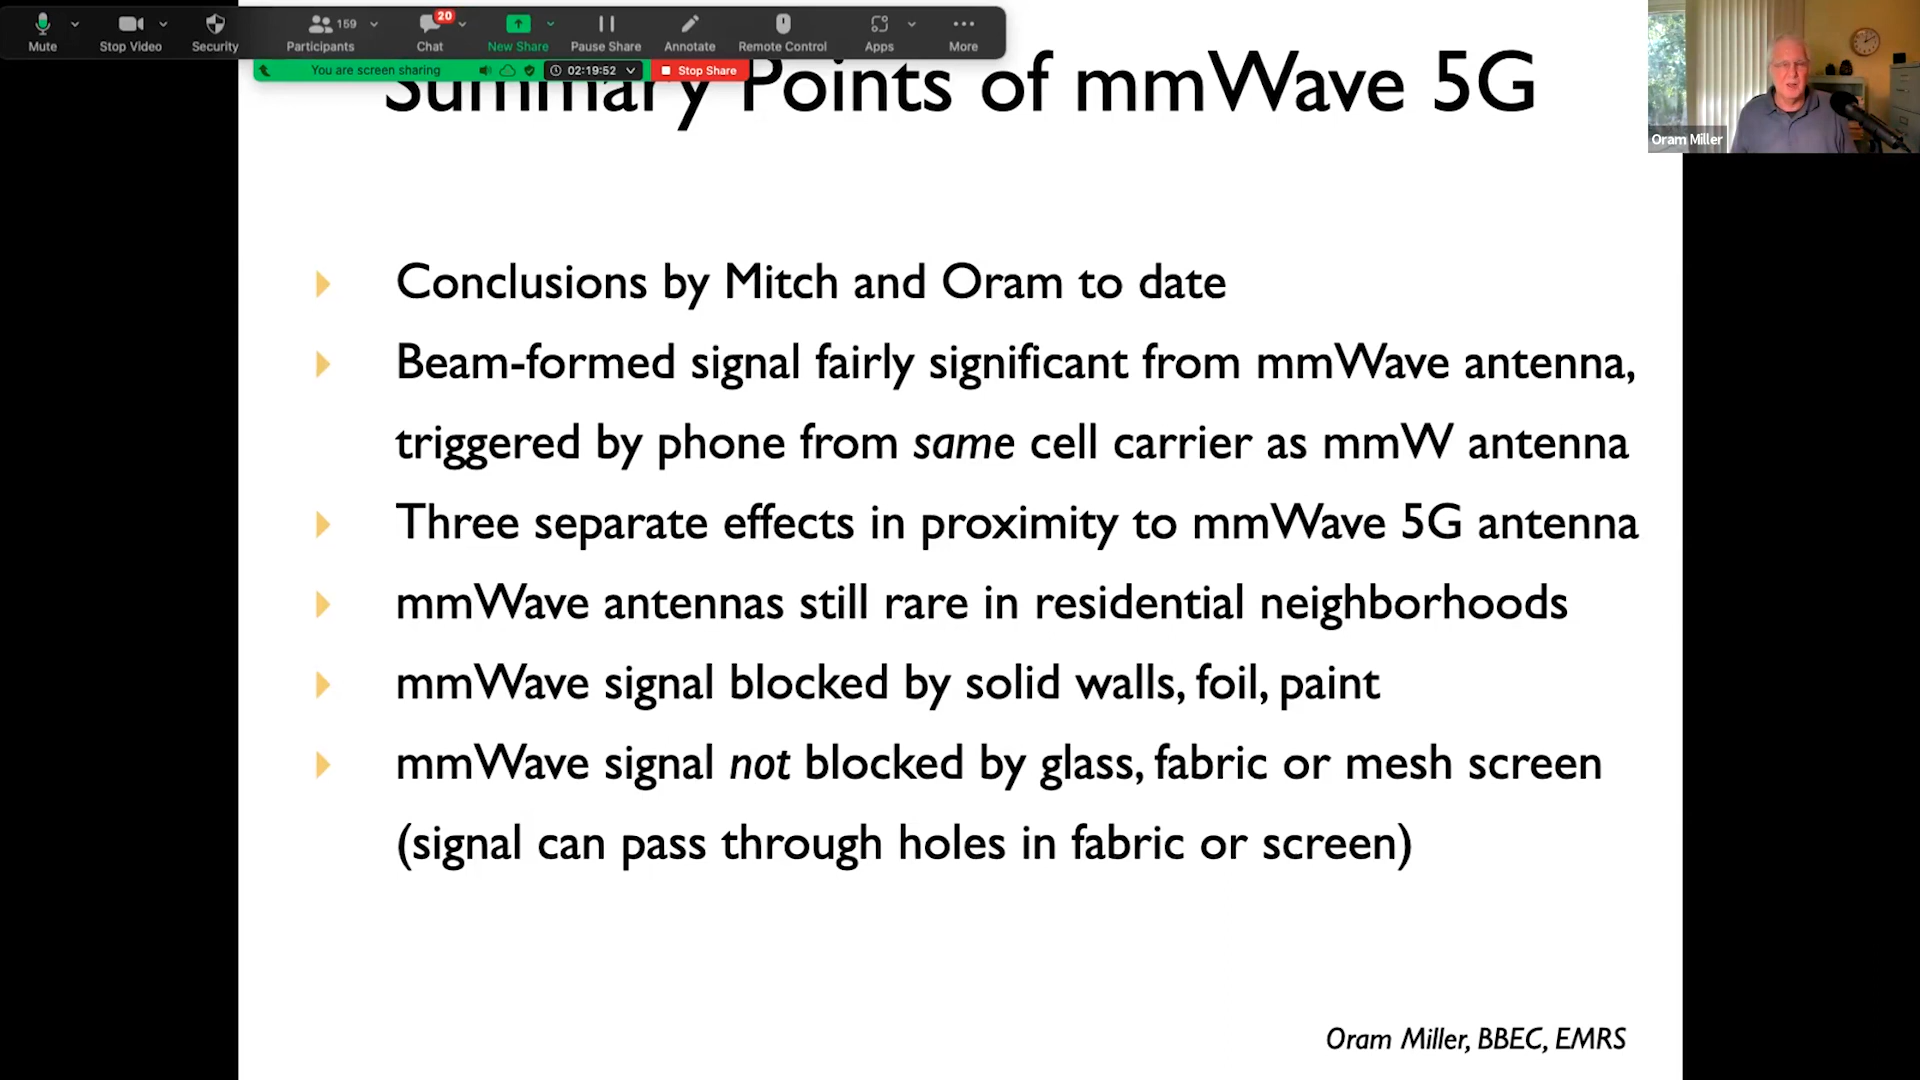 159
20
Mute
Stop Video
Security
Participants
Chat
New Share
Pause Share
Annotate
Remote Control
Apps
More
You are screen sharing
02:19:52
Stop Share
Summary Points of mmWave 5G
Oram Miller
Conclusions by Mitch and Oram to date
Beam-formed signal fairly significant from mmWave antenna,
triggered by phone from same cell carrier as mmW antenna
Three separate effects in proximity to mmWave 5G antenna
mmWave antennas still rare in residential neighborhoods
mmWave signal blocked by solid walls, foil, paint
mmWave signal not blocked by glass, fabric or mesh screen
(signal can pass through holes in fabric or screen)
Oram Miller, BBEC, EMRS